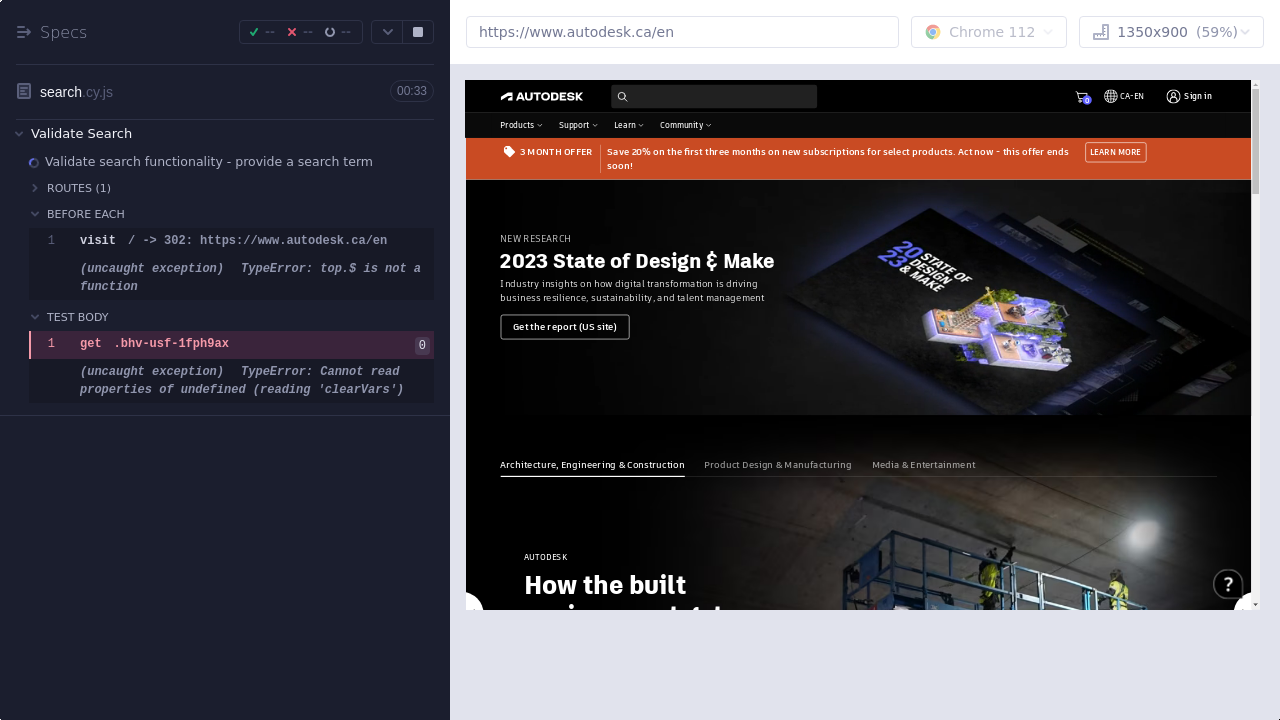 Specs
--
--
--
search.cy.js
00:33
Validate Search
Validate search functionality - provide a search term
ROUTES (1)
BEFORE EACH
1 visit / -> 302: https://www.autodesk.ca/en
(uncaught exception) TypeError: top.$ is not a
function
TEST BODY
1 get .bhv-usf-1fph9ax 0
(uncaught exception) TypeError: Cannot read
properties of undefined (reading 'clearVars')
https://www.autodesk.ca/en
Chrome 112
1350x900 (59%)
AUTODESK
0
CA-EN
Sign in
Products
Support
Learn
Community
3 MONTH OFFER
Save 20% on the first three months on new subscriptions for select products. Act now - this offer ends
soon!
LEARN MORE
NEW RESEARCH
2023 State of Design & Make
Industry insights on how digital transformation is driving
business resilience, sustainability, and talent management
Get the report (US site)
2023
STATE OF
DESIGN
& MAKE
Architecture, Engineering & Construction
Product Design & Manufacturing
Media & Entertainment
AUTODESK
How the built
?